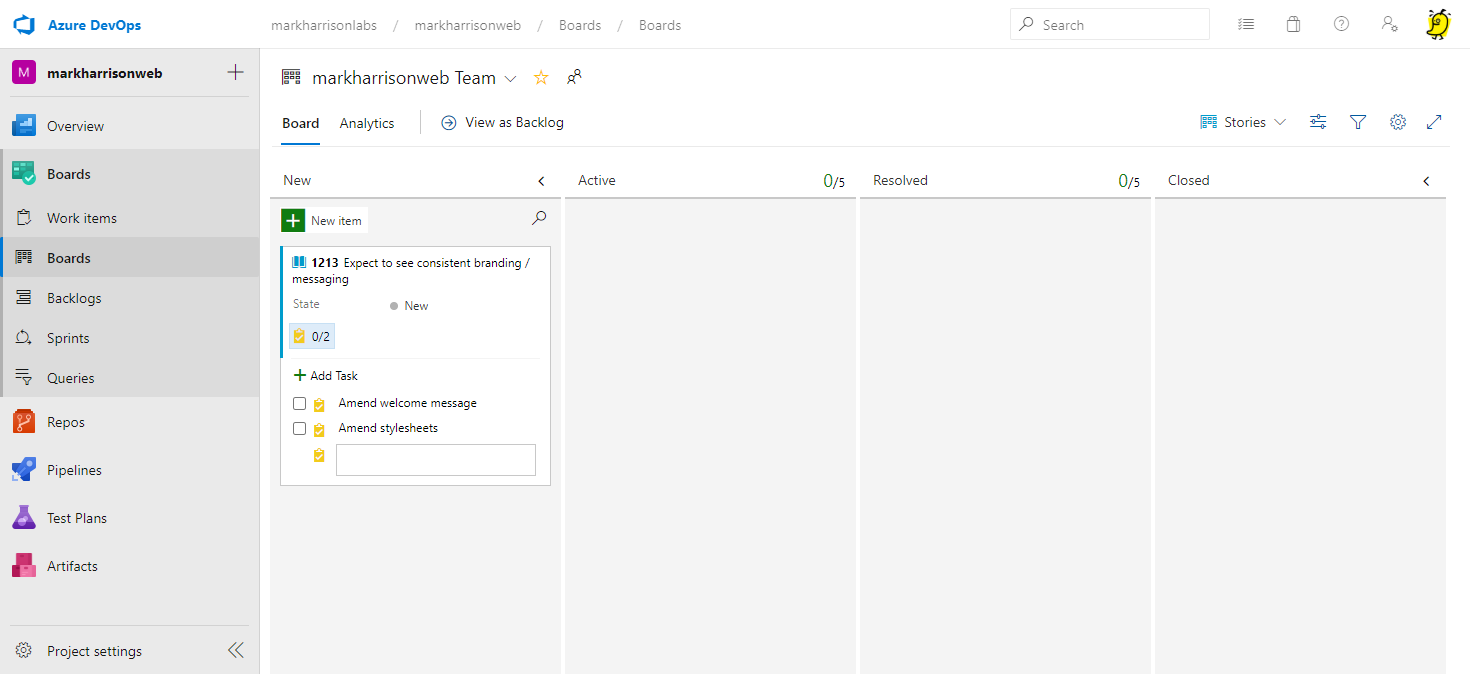 Azure DevOps
markharrisonlabs / markharrisonweb / Boards / Boards
Search
M markharrisonweb
Overview
Boards
Work items
Boards
Backlogs
Sprints
Queries
Repos
Pipelines
Test Plans
Artifacts
Project settings
markharrisonweb Team
Board Analytics View as Backlog
Stories
New
Active 0/5
Resolved 0/5
Closed
New item
1213 Expect to see consistent branding /
messaging
State New
0/2
Add Task
Amend welcome message
Amend stylesheets